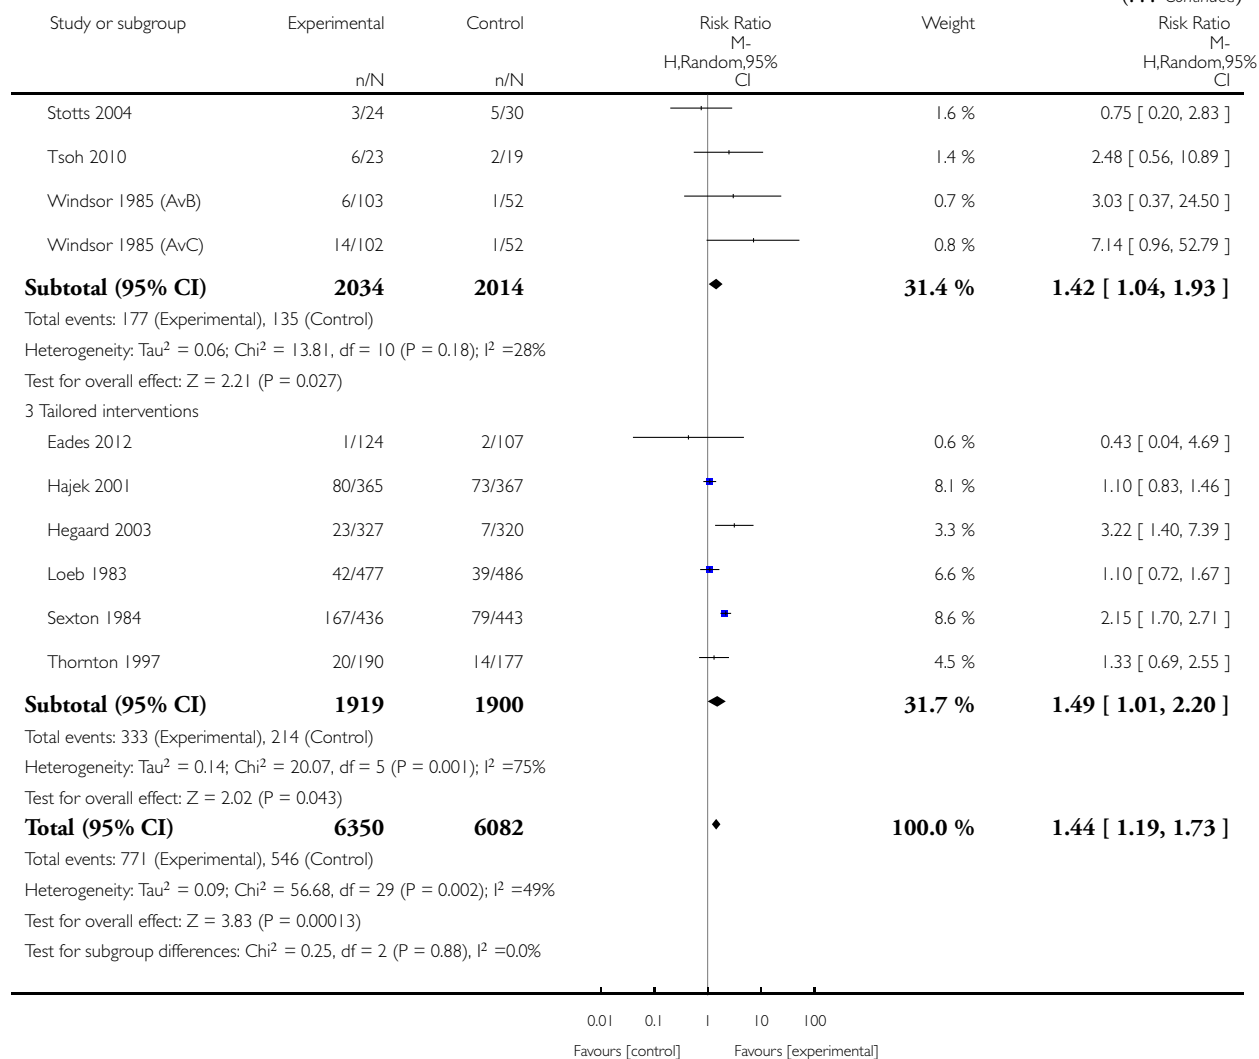 Continued)
Study or subgroup Experimental Control Risk Ratio Weight Risk Ratio
M- M-
H,Random,95% H,Random,95%
n/N n/N CI CI
Stotts 2004 3/24 5/30 1.6 % 0.75 [ 0.20, 2.83 ]
Tsoh 2010 6/23 2/19 1.4 % 2.48 [ 0.56, 10.89 ]
Windsor 1985 (AvB) 6/103 1/52 0.7 % 3.03 [ 0.37, 24.50 ]
Windsor 1985 (AvC) 14/102 1/52 0.8 % 7.14 [ 0.96, 52.79 ]
Subtotal (95% CI) 2034 2014 31.4 % 1.42 [ 1.04, 1.93 ]
Total events: 177 (Experimental), 135 (Control)
Heterogeneity: Tau² = 0.06; Chi² = 13.81, df = 10 (P = 0.18); I² =28%
Test for overall effect: Z = 2.21 (P = 0.027)
3 Tailored interventions
Eades 2012 1/124 2/107 0.6 % 0.43 [ 0.04, 4.69 ]
Hajek 2001 80/365 73/367 8.1 % 1.10 [ 0.83, 1.46 ]
Hegaard 2003 23/327 7/320 3.3 % 3.22 [ 1.40, 7.39 ]
Loeb 1983 42/477 39/486 6.6 % 1.10 [ 0.72, 1.67 ]
Sexton 1984 167/436 79/443 8.6 % 2.15 [ 1.70, 2.71 ]
Thornton 1997 20/190 14/177 4.5 % 1.33 [ 0.69, 2.55 ]
Subtotal (95% CI) 1919 1900 31.7 % 1.49 [ 1.01, 2.20 ]
Total events: 333 (Experimental), 214 (Control)
Heterogeneity: Tau² = 0.14; Chi² = 20.07, df = 5 (P = 0.001); I² =75%
Test for overall effect: Z = 2.02 (P = 0.043)
Total (95% CI) 6350 6082 100.0 % 1.44 [ 1.19, 1.73 ]
Total events: 771 (Experimental), 546 (Control)
Heterogeneity: Tau² = 0.09; Chi² = 56.68, df = 29 (P = 0.002); I² =49%
Test for overall effect: Z = 3.83 (P = 0.00013)
Test for subgroup differences: Chi² = 0.25, df = 2 (P = 0.88), I² =0.0%
0.01 0.1 1 10 100
Favours [control] Favours [experimental]